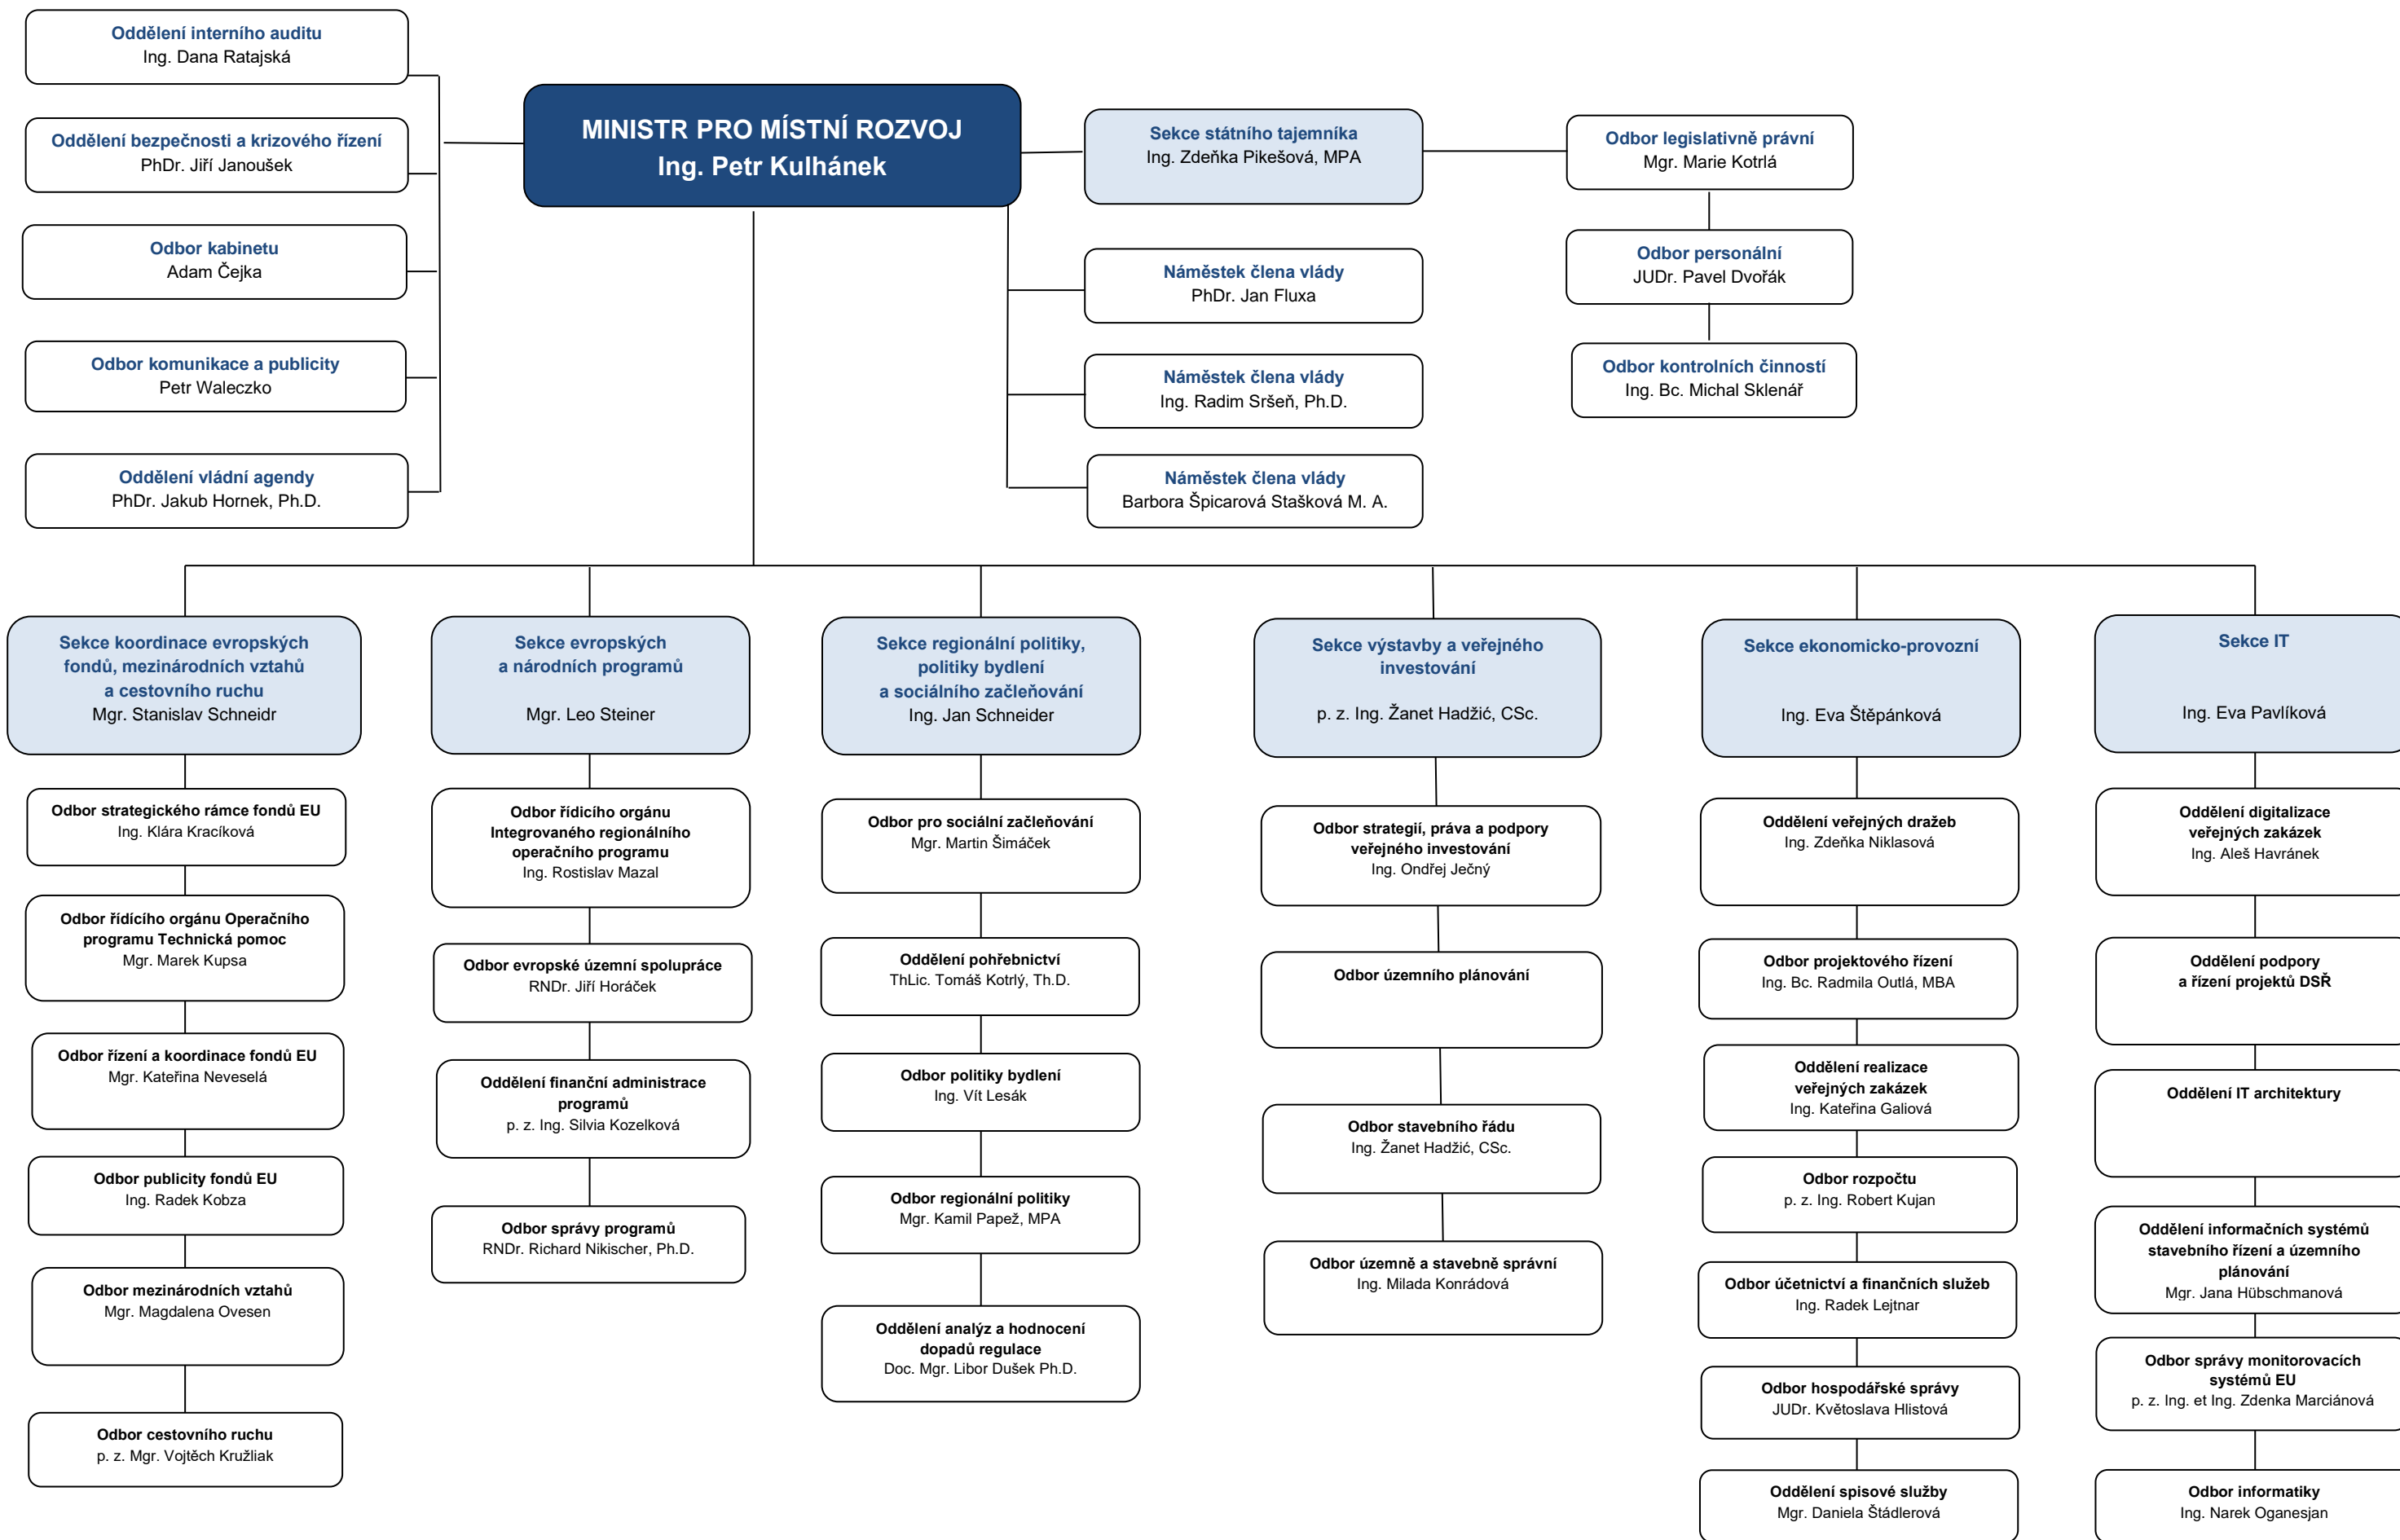 Oddělení interního auditu
Ing. Dana Ratajská
Oddělení bezpečnosti a krizového řízení
PhDr. Jiří Janoušek
Odbor kabinetu
Adam Čejka
Odbor komunikace a publicity
Petr Waleczko
Oddělení vládní agendy
PhDr. Jakub Hornek, Ph.D.
MINISTR PRO MÍSTNÍ ROZVOJ
Ing. Petr Kulhánek
Sekce státního tajemníka
Ing. Zdeňka Pikešová, MPA
Náměstek člena vlády
PhDr. Jan Fluxa
Náměstek člena vlády
Ing. Radim Sršeň, Ph.D.
Náměstek člena vlády
Barbora Špicarová Stašková M. A.
Odbor legislativně právní
Mgr. Marie Kotrlá
Odbor personální
JUDr. Pavel Dvořák
Odbor kontrolních činností
Ing. Bc. Michal Sklenář
Sekce koordinace evropských
fondů, mezinárodních vztahů
a cestovního ruchu
Mgr. Stanislav Schneidr
Odbor strategického rámce fondů EU
Ing. Klára Kracíková
Odbor řídícího orgánu Operačního
programu Technická pomoc
Mgr. Marek Kupsa
Odbor řízení a koordinace fondů EU
Mgr. Kateřina Neveselá
Odbor publicity fondů EU
Ing. Radek Kobza
Odbor mezinárodních vztahů
Mgr. Magdalena Ovesen
Odbor cestovního ruchu
p. z. Mgr. Vojtěch Kružliak
Sekce evropských
a národních programů
Mgr. Leo Steiner
Odbor řídicího orgánu
Integrovaného regionálního
operačního programu
Ing. Rostislav Mazal
Odbor evropské územní spolupráce
RNDr. Jiří Horáček
Oddělení finanční administrace
programů
p. z. Ing. Silvia Kozelková
Odbor správy programů
RNDr. Richard Nikischer, Ph.D.
Sekce regionální politiky,
politiky bydlení
a sociálního začleňování
Ing. Jan Schneider
Odbor pro sociální začleňování
Mgr. Martin Šimáček
Oddělení pohřebnictví
ThLic. Tomáš Kotrlý, Th.D.
Odbor politiky bydlení
Ing. Vít Lesák
Odbor regionální politiky
Mgr. Kamil Papež, MPA
Oddělení analýz a hodnocení
dopadů regulace
Doc. Mgr. Libor Dušek Ph.D.
Sekce výstavby a veřejného
investování
p. z. Ing. Žanet Hadžić, CSc.
Odbor strategií, práva a podpory
veřejného investování
Ing. Ondřej Ječný
Odbor územního plánování
Odbor stavebního řádu
Ing. Žanet Hadžić, CSc.
Odbor územně a stavebně správní
Ing. Milada Konrádová
Sekce ekonomicko-provozní
Ing. Eva Štěpánková
Oddělení veřejných dražeb
Ing. Zdeňka Niklasová
Odbor projektového řízení
Ing. Bc. Radmila Outlá, MBA
Oddělení realizace
veřejných zakázek
Ing. Kateřina Galiová
Odbor rozpočtu
p. z. Ing. Robert Kujan
Odbor účetnictví a finančních služeb
Ing. Radek Lejtnar
Odbor hospodářské správy
JUDr. Květoslava Hlistová
Oddělení spisové služby
Mgr. Daniela Štádlerová
Sekce IT
Ing. Eva Pavlíková
Oddělení digitalizace
veřejných zakázek
Ing. Aleš Havránek
Oddělení podpory
a řízení projektů DSŘ
Oddělení IT architektury
Oddělení informačních systémů
stavebního řízení a územního
plánování
Mgr. Jana Hübschmanová
Odbor správy monitorovacích
systémů EU
p. z. Ing. et Ing. Zdenka Marciánová
Odbor informatiky
Ing. Narek Oganesjan